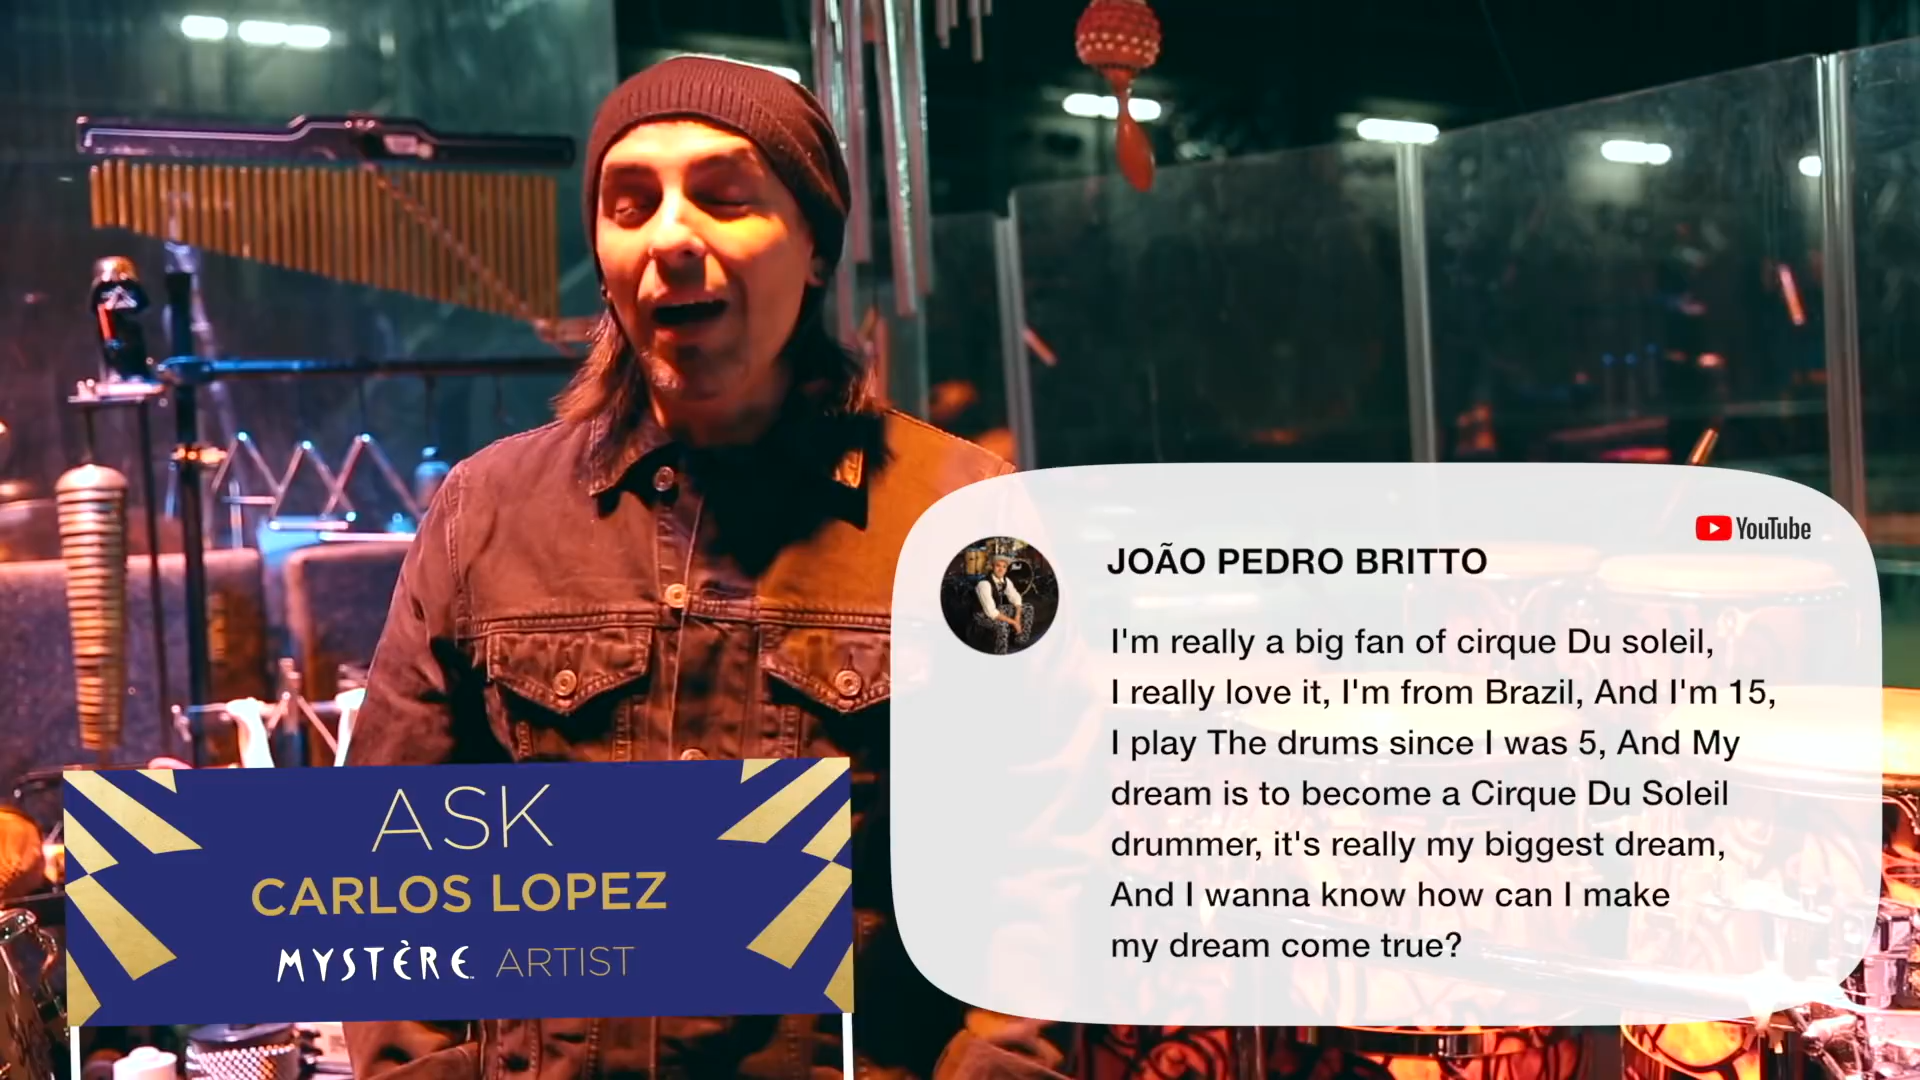 YouTube
JOÃO PEDRO BRITTO
I'm really a big fan of cirque Du soleil,
I really love it, I'm from Brazil, And I'm 15,
I play The drums since I was 5, And My
dream is to become a Cirque Du Soleil
drummer, it's really my biggest dream,
And I wanna know how can I make
my dream come true?
ASK
CARLOS LOPEZ
MYSTÈRE ARTIST